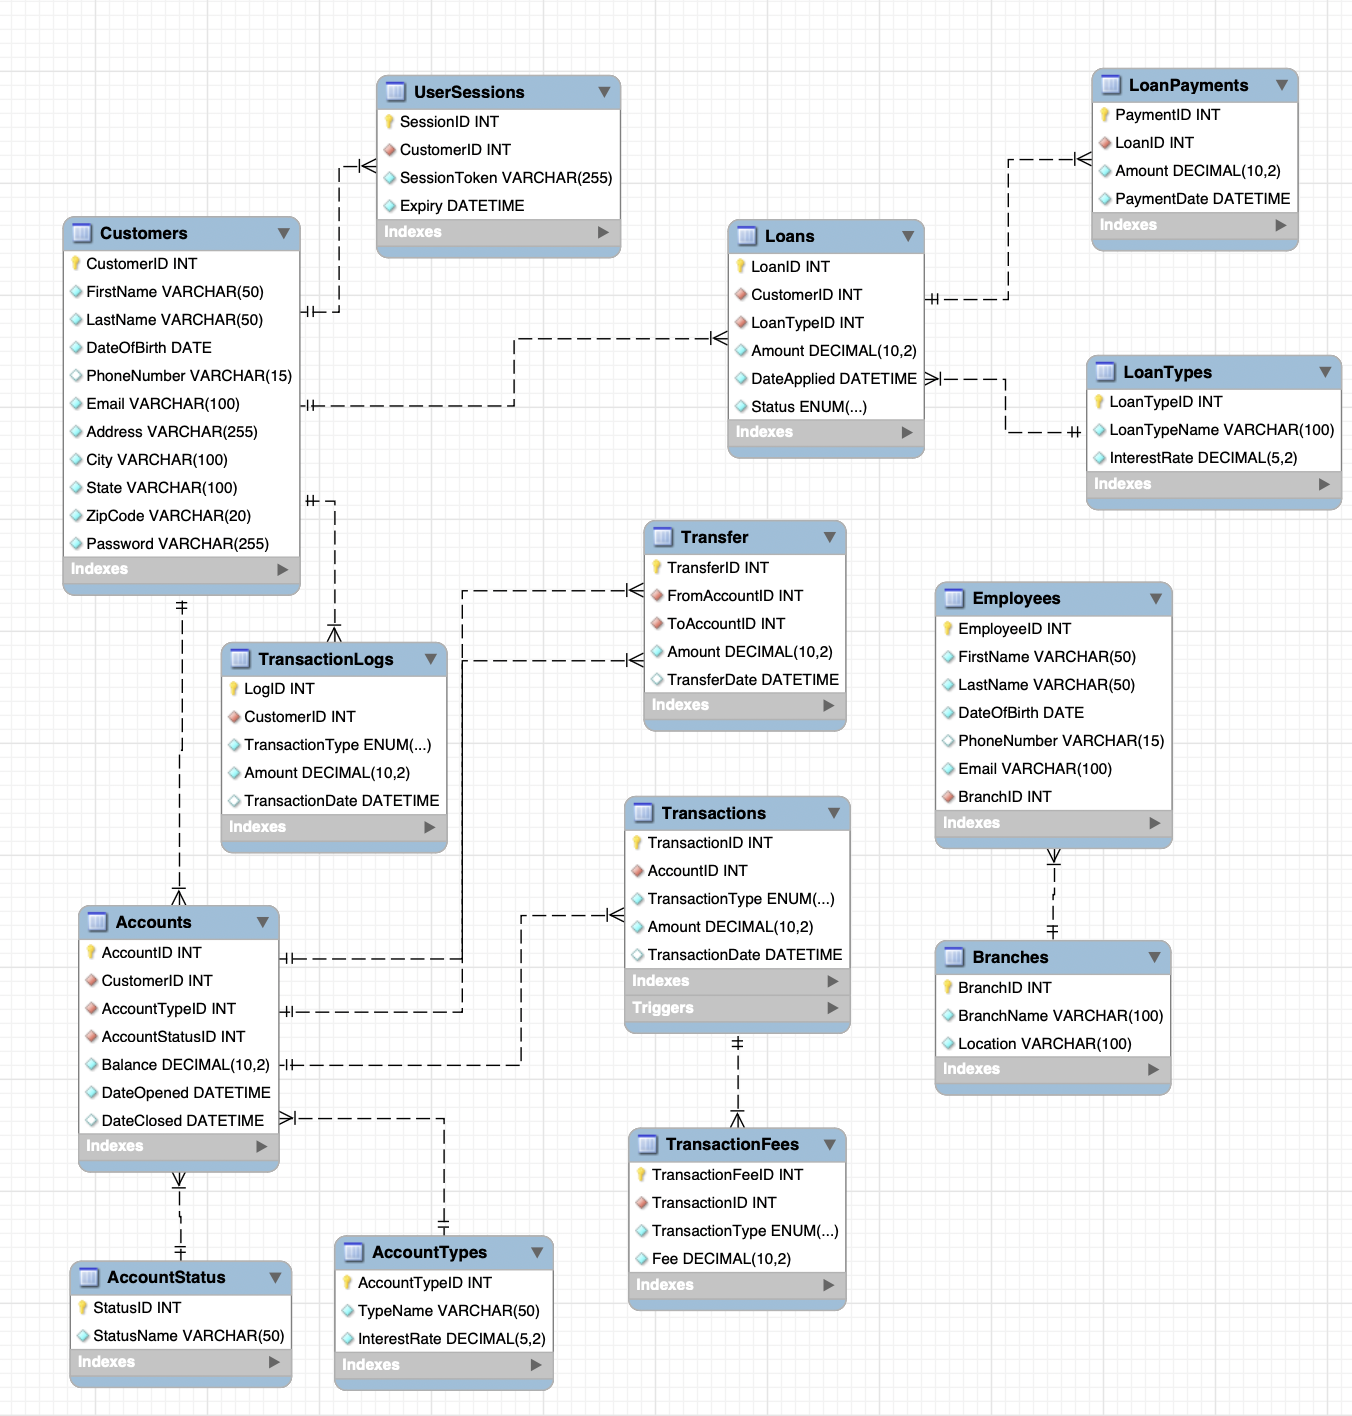 UserSessions
SessionID INT
CustomerID INT
SessionToken VARCHAR(255)
Expiry DATETIME
Indexes
LoanPayments
PaymentID INT
LoanID INT
Amount DECIMAL(10,2)
PaymentDate DATETIME
Indexes
Customers
CustomerID INT
FirstName VARCHAR(50)
LastName VARCHAR(50)
DateOfBirth DATE
PhoneNumber VARCHAR(15)
Email VARCHAR(100)
Address VARCHAR(255)
City VARCHAR(100)
State VARCHAR(100)
ZipCode VARCHAR(20)
Password VARCHAR(255)
Indexes
Loans
LoanID INT
CustomerID INT
LoanTypeID INT
Amount DECIMAL(10,2)
DateApplied DATETIME
Status ENUM(...)
Indexes
LoanTypes
LoanTypeID INT
LoanTypeName VARCHAR(100)
InterestRate DECIMAL(5,2)
Indexes
Transfer
TransferID INT
FromAccountID INT
ToAccountID INT
Amount DECIMAL(10,2)
TransferDate DATETIME
Indexes
Employees
EmployeeID INT
FirstName VARCHAR(50)
LastName VARCHAR(50)
DateOfBirth DATE
PhoneNumber VARCHAR(15)
Email VARCHAR(100)
BranchID INT
Indexes
TransactionLogs
LogID INT
CustomerID INT
TransactionType ENUM(...)
Amount DECIMAL(10,2)
TransactionDate DATETIME
Indexes
Transactions
TransactionID INT
AccountID INT
TransactionType ENUM(...)
Amount DECIMAL(10,2)
TransactionDate DATETIME
Indexes
Triggers
Accounts
AccountID INT
CustomerID INT
AccountTypeID INT
AccountStatusID INT
Balance DECIMAL(10,2)
DateOpened DATETIME
DateClosed DATETIME
Indexes
Branches
BranchID INT
BranchName VARCHAR(100)
Location VARCHAR(100)
Indexes
TransactionFees
TransactionFeeID INT
TransactionID INT
TransactionType ENUM(...)
Fee DECIMAL(10,2)
Indexes
AccountStatus
StatusID INT
StatusName VARCHAR(50)
Indexes
AccountTypes
AccountTypeID INT
TypeName VARCHAR(50)
InterestRate DECIMAL(5,2)
Indexes